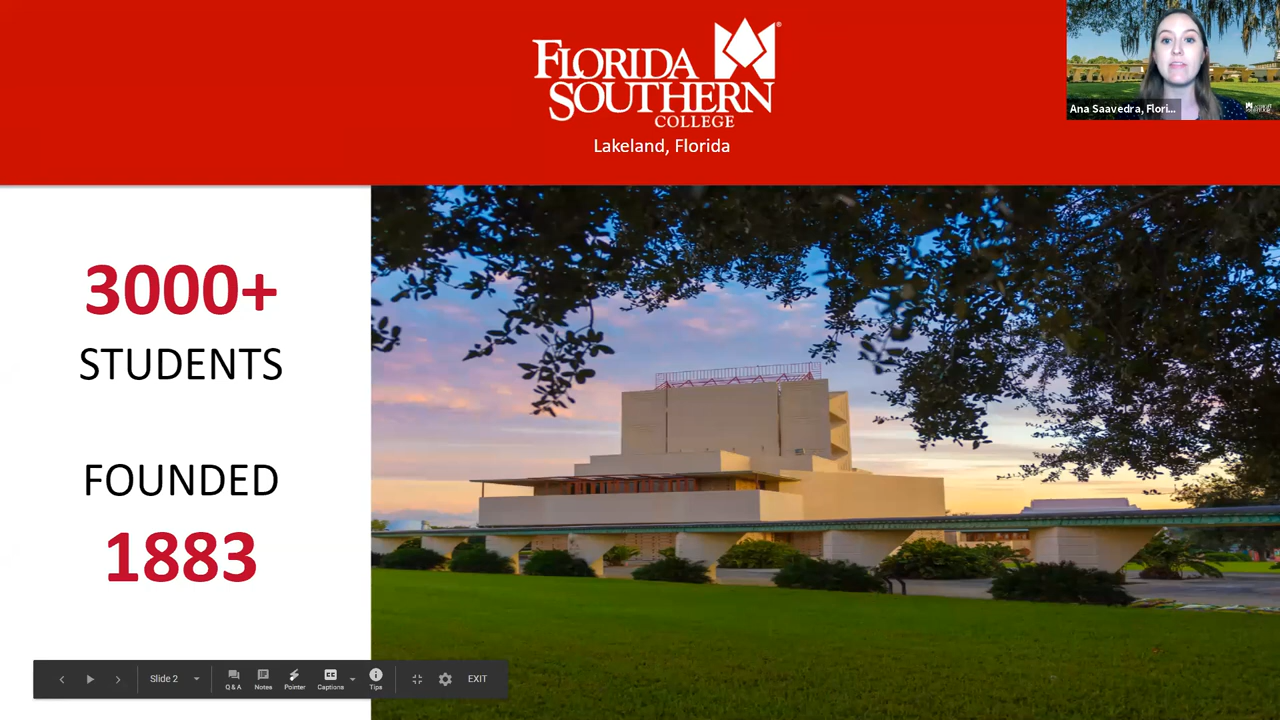 FLORIDA
SOUTHERN
COLLEGE
Lakeland, Florida
Ana Saavedra, Flori...
3000+
STUDENTS
FOUNDED
1883
Slide 2
Q & A
Notes
Pointer
Captions
Tips
EXIT